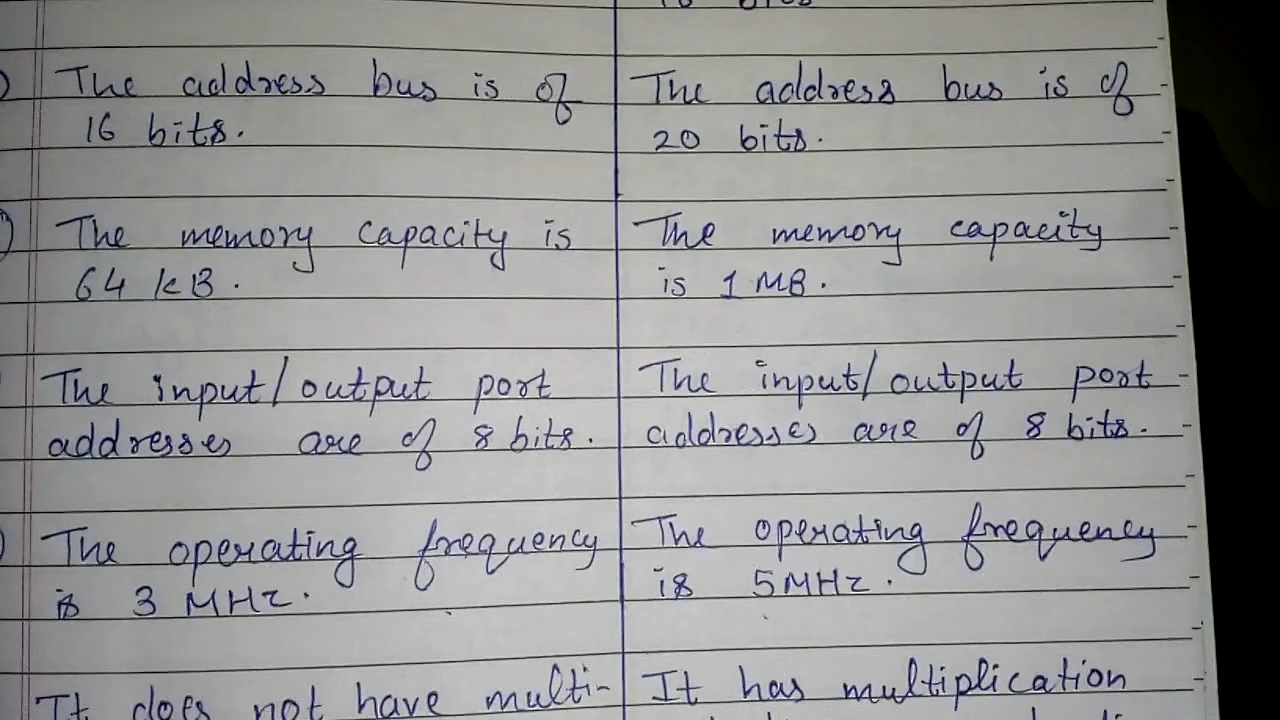 The address bus is of
16 bits.
The address bus is of
20 bits.
The memory capacity is
64 kB.
The memory capacity
is 1 MB.
The input/output port
addresses are of 8 bits.
The input/output port
addresses are of 8 bits.
The operating frequency
is 3 MHz.
The operating frequency
is 5MHz.
It does not have multi-
It has multiplication